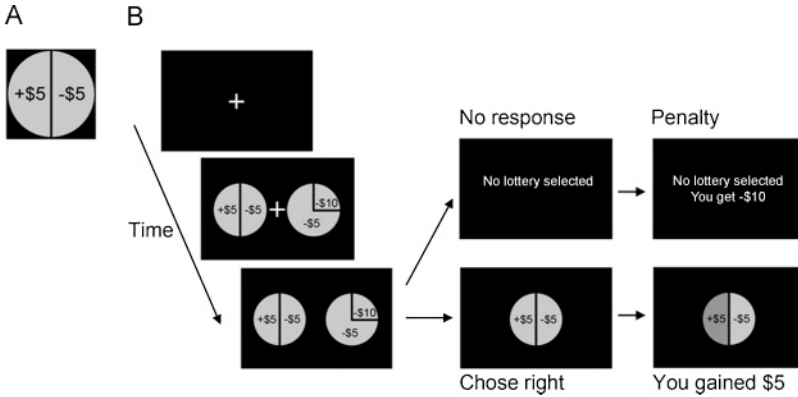 A
B
+$5 -$5
+
Time
+$5 -$5 + -$10
-$5
+$5 -$5 -$10
-$5
No response
No lottery selected
Penalty
No lottery selected
You get -$10
+$5 -$5
Chose right
+$5 -$5
You gained $5